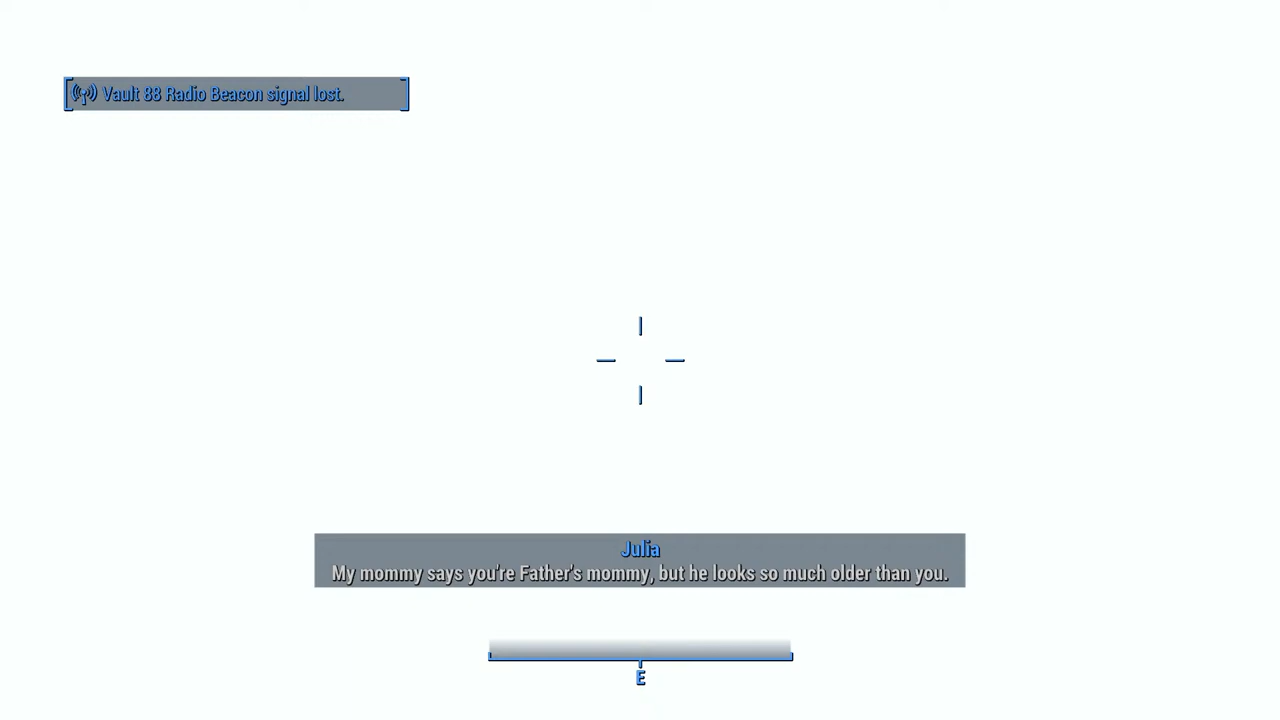 Vault 88 Radio Beacon signal lost.
Julia
My mommy says you're Father's mommy, but he looks so much older than you.
E